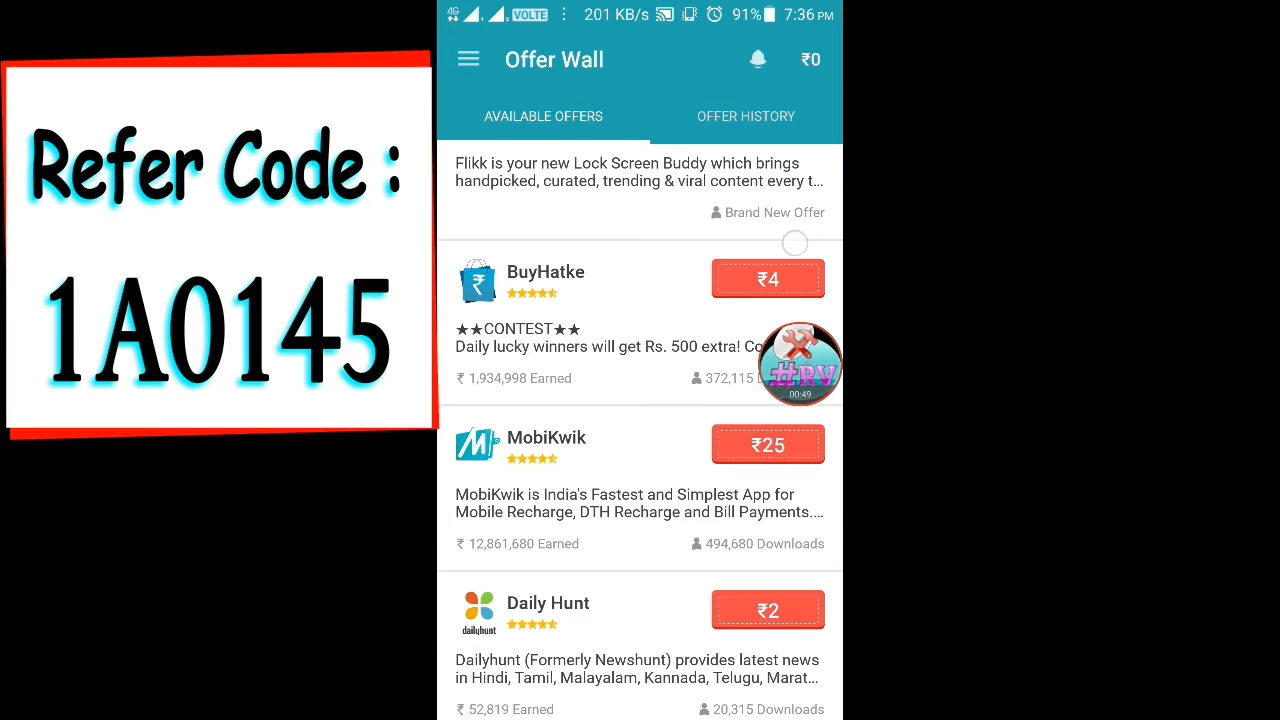 Refer Code :
1A0145
4G 1 2 VOLTE 201 KB/s 91% 7:36 PM
Offer Wall ₹0
AVAILABLE OFFERS OFFER HISTORY
Flikk is your new Lock Screen Buddy which brings
handpicked, curated, trending & viral content every t...
Brand New Offer
BuyHatke
₹4
★★CONTEST★★
Daily lucky winners will get Rs. 500 extra! Co
₹ 1,934,998 Earned 372,115 D
#RV
00:49
MobiKwik
₹25
MobiKwik is India's Fastest and Simplest App for
Mobile Recharge, DTH Recharge and Bill Payments....
₹ 12,861,680 Earned 494,680 Downloads
Daily Hunt
₹2
dailyhunt
Dailyhunt (Formerly Newshunt) provides latest news
in Hindi, Tamil, Malayalam, Kannada, Telugu, Marat...
₹ 52,819 Earned 20,315 Downloads